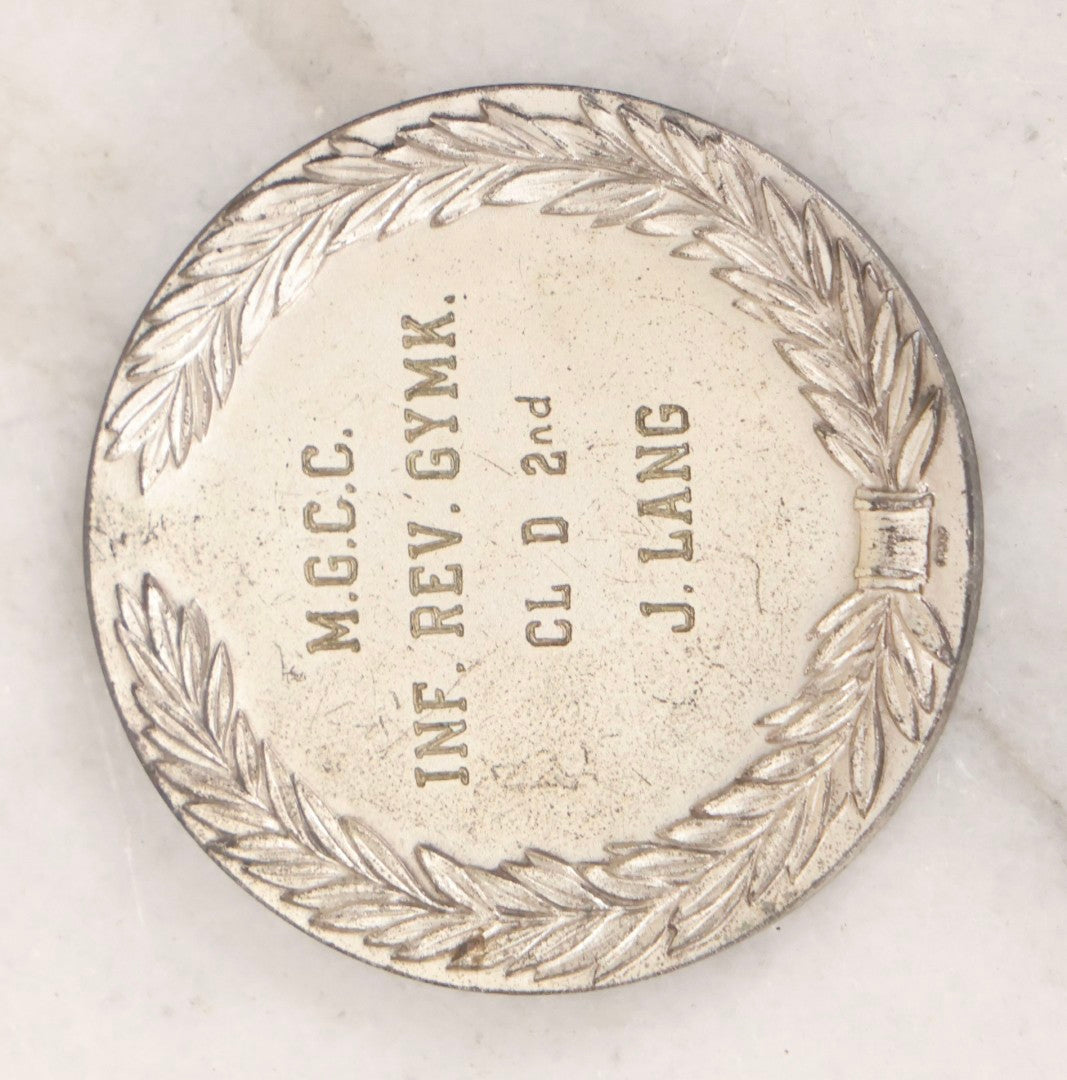 M.G.C.C.
INF. REV. GYMK.
CL D 2nd
J. LANG